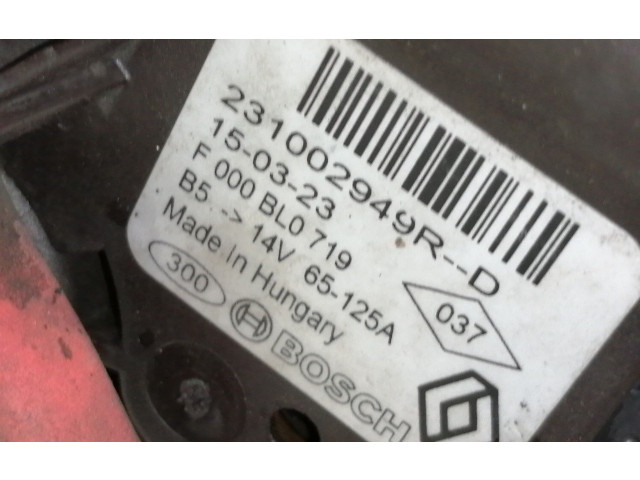 231002949R--D
15-03-23
F 000 BL0 719
B5 -> 14V 65-125A
Made In Hungary
037
300
BOSCH